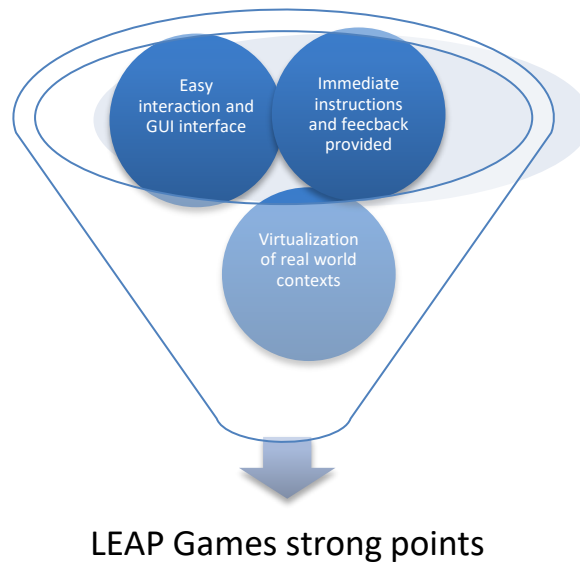 Easy
interaction and
GUI interface
Immediate
instructions
and feecback
provided
Virtualization
of real world
contexts
LEAP Games strong points